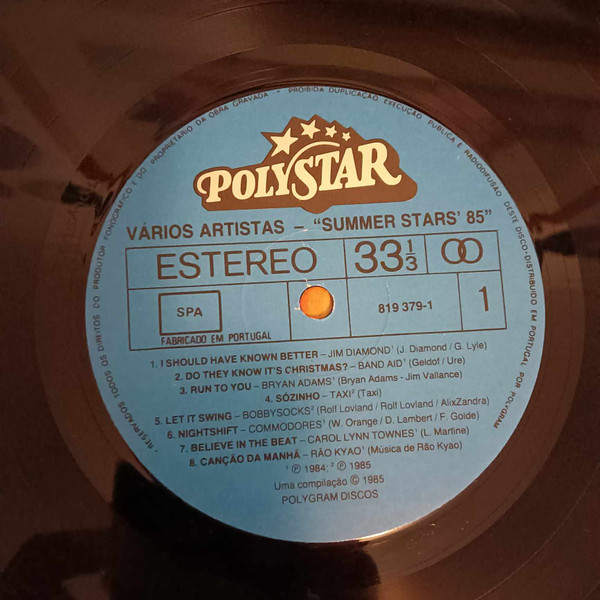 RESERVADOS TODOS OS DIREITOS DO PRODUTOR FONOGRÁFICO E DO PROPRIETÁRIO DA OBRA GRAVADA - PROIBIDA DUPLICAÇÃO, EXECUÇÃO PÚBLICA E RADIODIFUSÃO DESTE DISCO - DISTRIBUIDO EM PORTUGAL POR POLYGRAM
POLYSTAR
VÁRIOS ARTISTAS – “SUMMER STARS' 85”
ESTEREO
33 1/3
SPA
819 379-1
1
FABRICADO EM PORTUGAL
1. I SHOULD HAVE KNOWN BETTER – JIM DIAMOND¹ (J. Diamond / G. Lyle)
2. DO THEY KNOW IT'S CHRISTMAS? – BAND AID¹ (Geldof / Ure)
3. RUN TO YOU – BRYAN ADAMS¹ (Bryan Adams - Jim Vallance)
4. SÓZINHO – TAXI² (Taxi)
5. LET IT SWING – BOBBYSOCKS² (Rolf Lovland / Rolf Lovland / AlixZandra)
6. NIGHTSHIFT – COMMODORES¹ (W. Orange / D. Lambert / F. Golde)
7. BELIEVE IN THE BEAT – CAROL LYNN TOWNES¹ (L. Martine)
8. CANÇÃO DA MANHÃ – RÃO KYAO¹ (Música de Rão Kyao)
¹ ℗ 1984; ² ℗ 1985
Uma compilação © 1985
POLYGRAM DISCOS